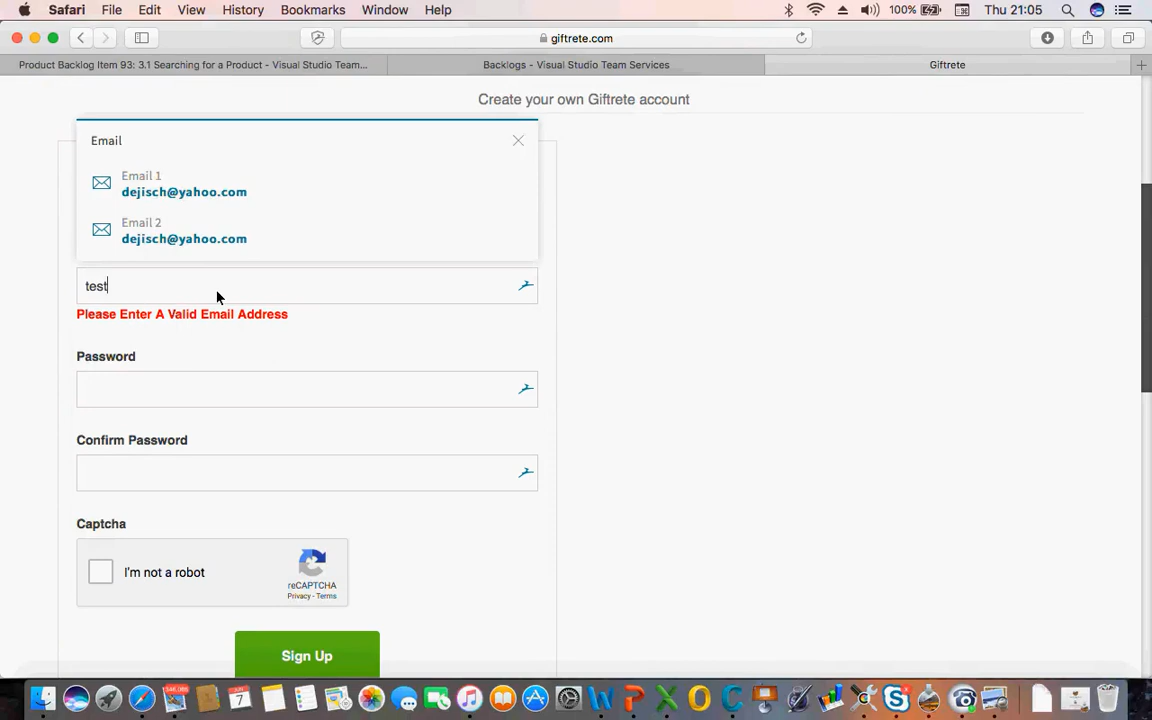 Safari File Edit View History Bookmarks Window Help 100% Thu 21:05
giftrete.com
Product Backlog Item 93: 3.1 Searching for a Product - Visual Studio Team... Backlogs - Visual Studio Team Services Giftrete
Create your own Giftrete account
Email
Email 1
dejisch@yahoo.com
Email 2
dejisch@yahoo.com
test
Please Enter A Valid Email Address
Password
Confirm Password
Captcha
I'm not a robot
reCAPTCHA
Privacy - Terms
Sign Up